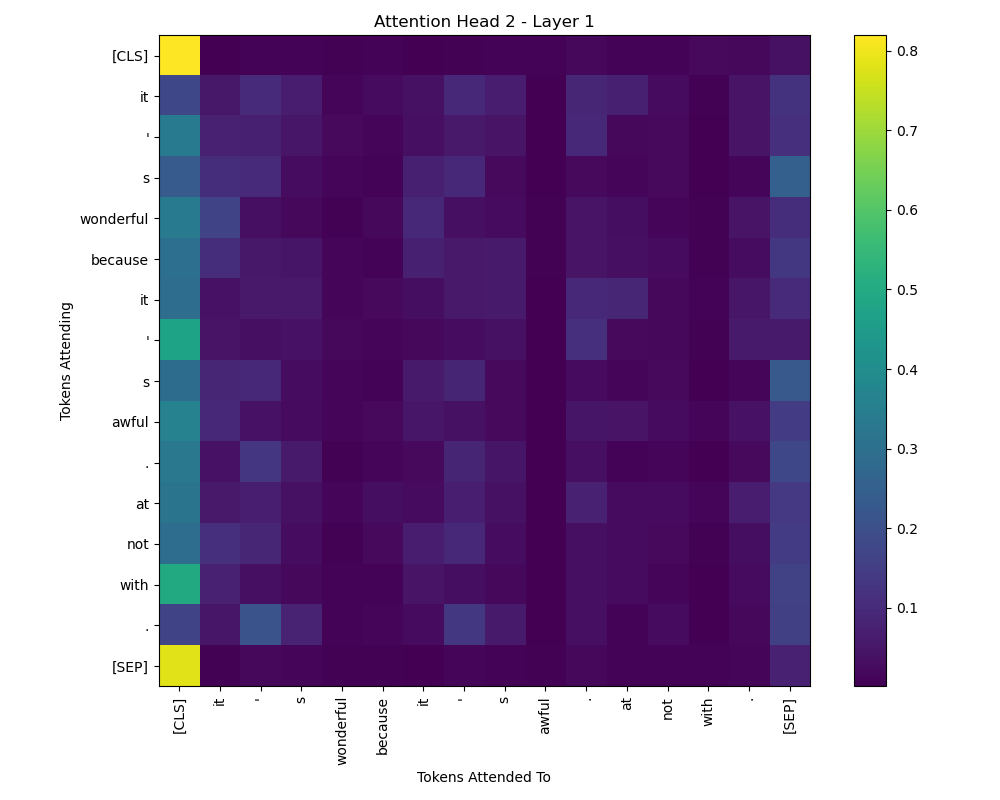 Attention Head 2 - Layer 1
Tokens Attending
[CLS]
it
'
s
wonderful
because
it
'
s
awful
.
at
not
with
.
[SEP]
[CLS]
it
'
s
wonderful
because
it
'
s
awful
.
at
not
with
.
[SEP]
Tokens Attended To
0.8
0.7
0.6
0.5
0.4
0.3
0.2
0.1